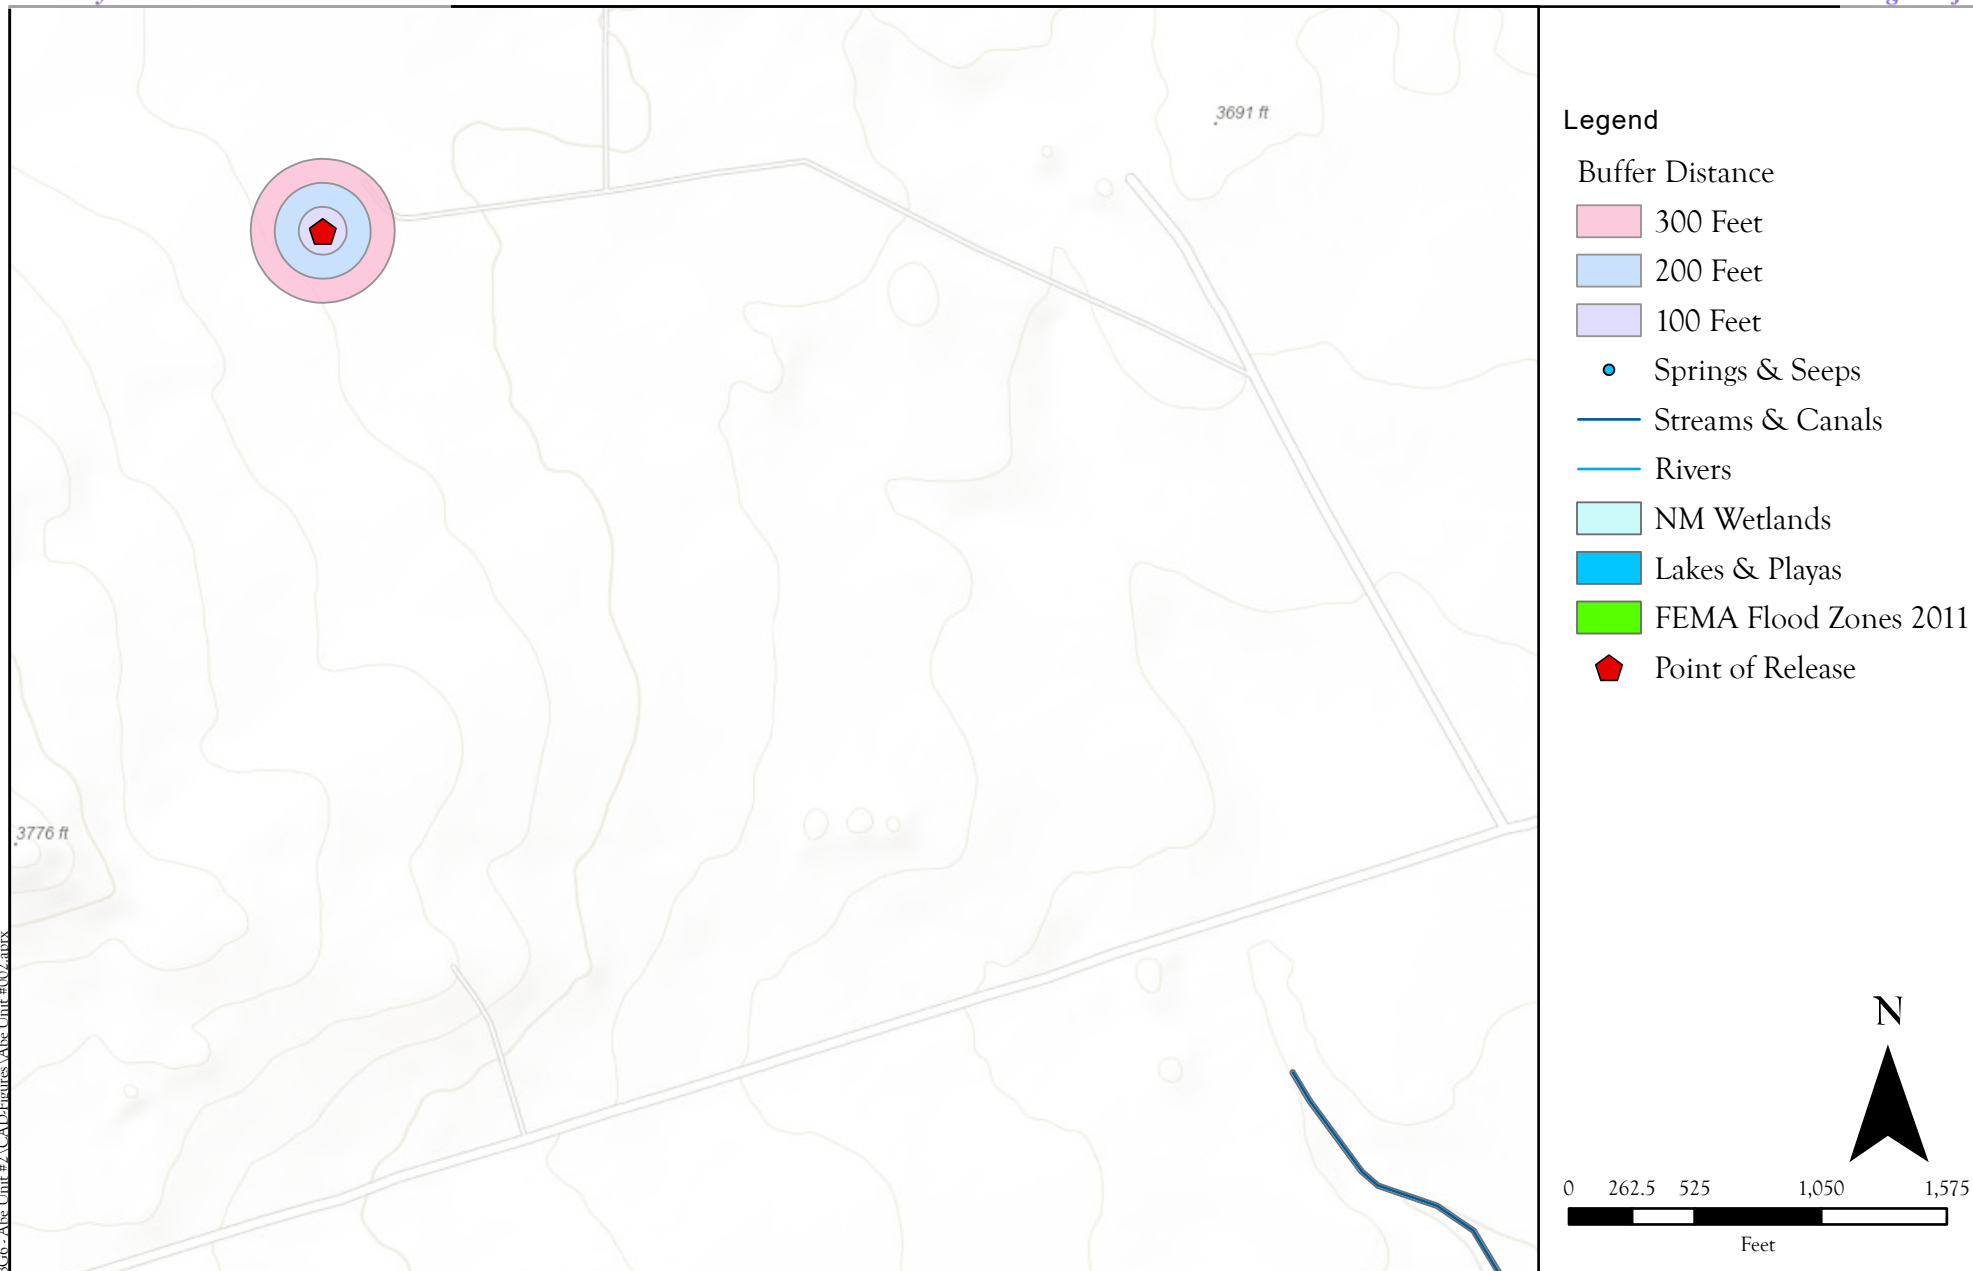 3691 ft
3776 ft
Legend
Buffer Distance
300 Feet
200 Feet
100 Feet
Springs & Seeps
Streams & Canals
Rivers
NM Wetlands
Lakes & Playas
FEMA Flood Zones 2011
Point of Release
N
0 262.5 525 1,050 1,575
Feet